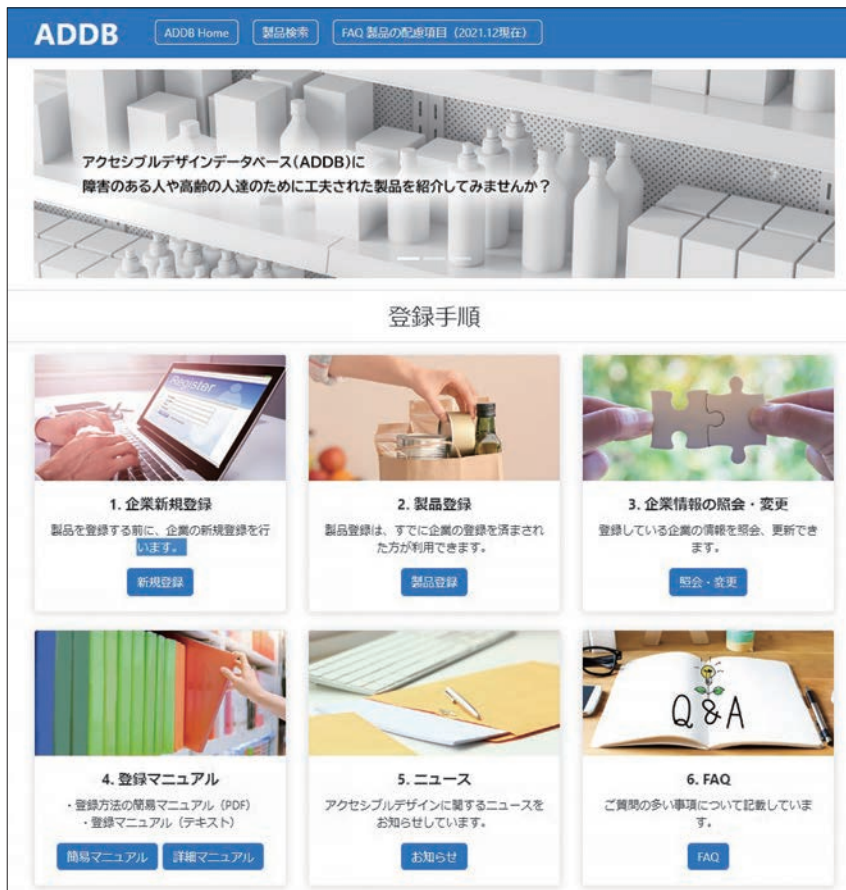 ADDB
ADDB Home
製品検索
FAQ 製品の配慮項目（2021.12現在）
アクセシブルデザインデータベース（ADDB）に
障害のある人や高齢の人達のために工夫された製品を紹介してみませんか？
登録手順
Register
1. 企業新規登録
製品を登録する前に、企業の新規登録を行
います。
新規登録
2. 製品登録
製品登録は、すでに企業の登録を済まされ
た方が利用できます。
製品登録
3. 企業情報の照会・変更
登録している企業の情報を照会、更新でき
ます。
照会・変更
4. 登録マニュアル
・登録方法の簡易マニュアル（PDF）
・登録マニュアル（テキスト）
簡易マニュアル
詳細マニュアル
5. ニュース
アクセシブルデザインに関するニュースを
お知らせしています。
お知らせ
Q & A
6. FAQ
ご質問の多い事項について記載していま
す。
FAQ